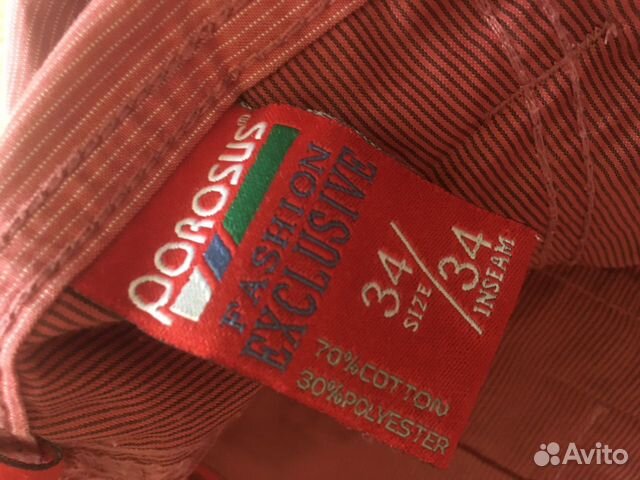 POROSUS
FASHION
EXCLUSIVE
34/34
SIZE INSEAM
70%COTTON
30%POLYESTER
Avito